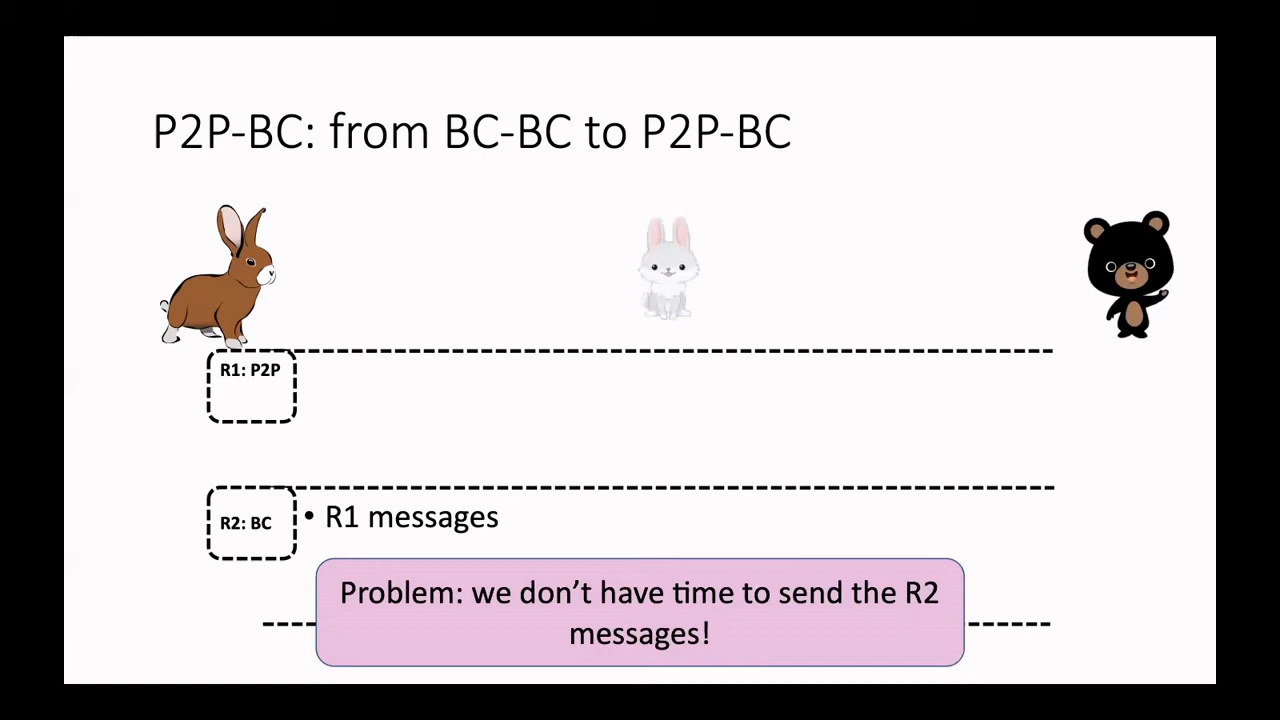 P2P-BC: from BC-BC to P2P-BC
R1: P2P
R2: BC
• R1 messages
Problem: we don’t have time to send the R2
messages!